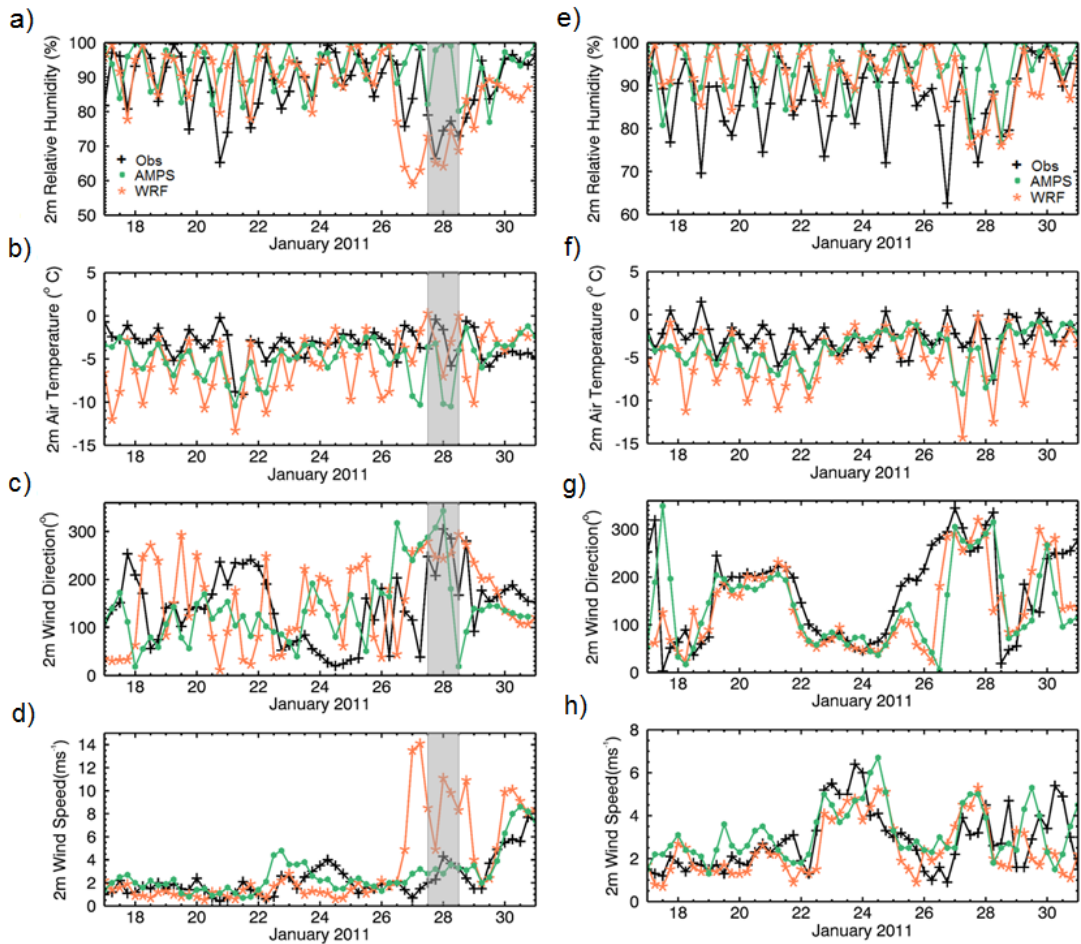 a)
2m Relative Humidity (%)
100
90
80
70
60
50
Obs
AMPS
WRF
18 20 22 24 26 28 30
January 2011
b)
2m Air Temperature (° C)
5
0
-5
-10
-15
18 20 22 24 26 28 30
January 2011
c)
2m Wind Direction(°)
300
200
100
0
18 20 22 24 26 28 30
January 2011
d)
2m Wind Speed(ms⁻¹)
14
12
10
8
6
4
2
0
18 20 22 24 26 28 30
January 2011
e)
2m Relative Humidity (%)
100
90
80
70
60
Obs
AMPS
WRF
18 20 22 24 26 28 30
January 2011
f)
2m Air Temperature (° C)
5
0
-5
-10
-15
18 20 22 24 26 28 30
January 2011
g)
2m Wind Direction(°)
300
200
100
0
18 20 22 24 26 28 30
January 2011
h)
2m Wind Speed(ms⁻¹)
8
6
4
2
0
18 20 22 24 26 28 30
January 2011